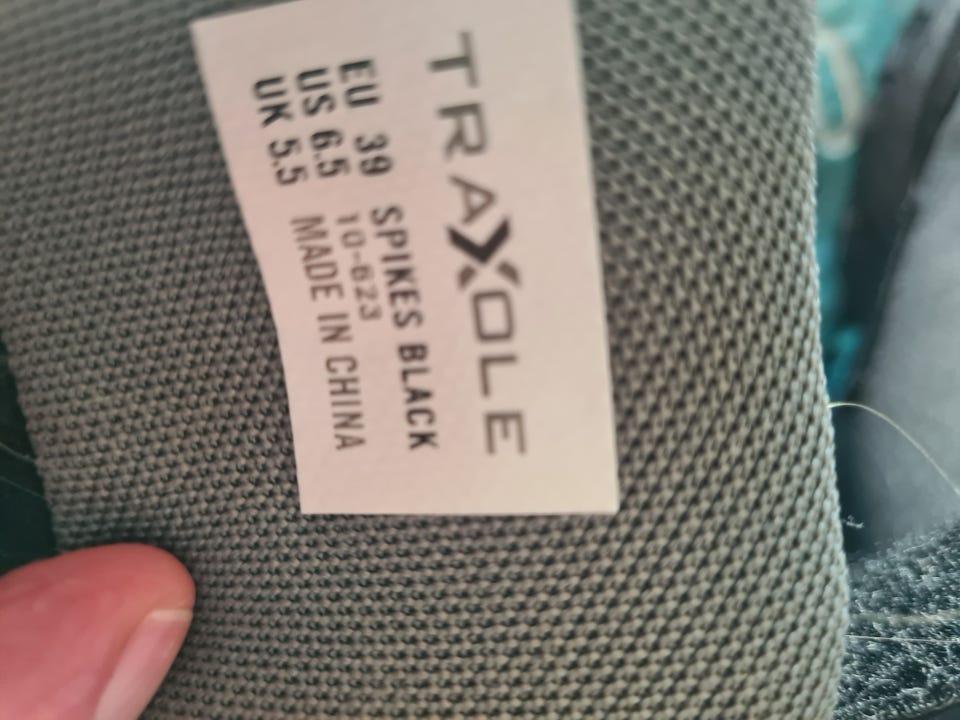 TRAXOLE
EU 39 SPIKES BLACK
US 6.5 10-623
UK 5.5 MADE IN CHINA